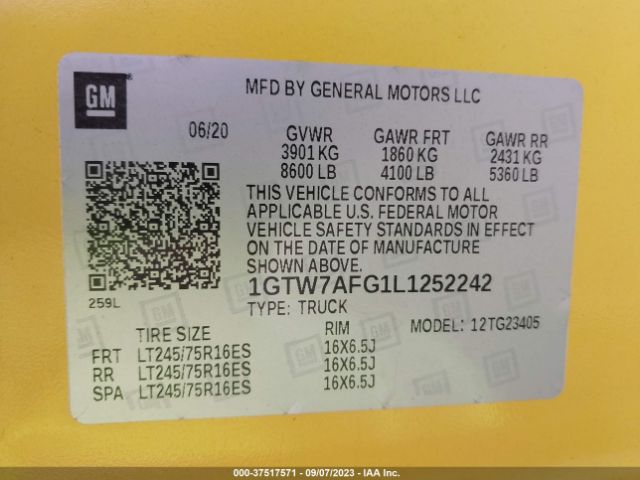 GM
MFD BY GENERAL MOTORS LLC
06/20 GVWR GAWR FRT GAWR RR
3901 KG 1860 KG 2431 KG
8600 LB 4100 LB 5360 LB
THIS VEHICLE CONFORMS TO ALL
APPLICABLE U.S. FEDERAL MOTOR
VEHICLE SAFETY STANDARDS IN EFFECT
ON THE DATE OF MANUFACTURE
SHOWN ABOVE.
259L 1GTW7AFG1L1252242
TYPE: TRUCK
TIRE SIZE RIM MODEL: 12TG23405
FRT LT245/75R16ES 16X6.5J
RR LT245/75R16ES 16X6.5J
SPA LT245/75R16ES 16X6.5J
000-37517571 - 09/07/2023 - IAA Inc.